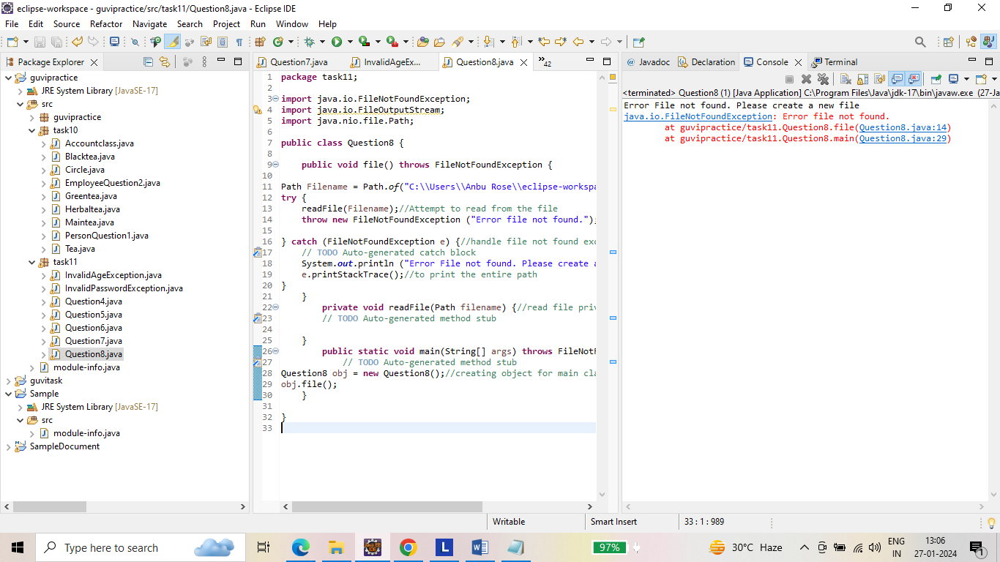 eclipse-workspace - guvipractice/src/task11/Question8.java - Eclipse IDE
File Edit Source Refactor Navigate Search Project Run Window Help
Package Explorer
guvipractice
JRE System Library [JavaSE-17]
src
guvipractice
task10
Accountclass.java
Blacktea.java
Circle.java
EmployeeQuestion2.java
Greentea.java
Herbaltea.java
Maintea.java
PersonQuestion1.java
Tea.java
task11
InvalidAgeException.java
InvalidPasswordException.java
Question4.java
Question5.java
Question6.java
Question7.java
Question8.java
module-info.java
guvitask
Sample
JRE System Library [JavaSE-17]
src
module-info.java
SampleDocument
Question7.java InvalidAgeEx... Question8.java »42
1 package task11;
2
3 import java.io.FileNotFoundException;
4 import java.io.FileOutputStream;
5 import java.nio.file.Path;
6
7 public class Question8 {
8
9 public void file() throws FileNotFoundException {
10
11 Path Filename = Path.of("C:\\Users\\Anbu Rose\\eclipse-workspa
12 try {
13 readFile(Filename);//Attempt to read from the file
14 throw new FileNotFoundException ("Error file not found.");
15
16 } catch (FileNotFoundException e) {//handle file not found exc
17 // TODO Auto-generated catch block
18 System.out.println ("Error File not found. Please create a
19 e.printStackTrace();//to print the entire path
20 }
21 }
22 private void readFile(Path filename) {//read file priv
23 // TODO Auto-generated method stub
24
25 }
26 public static void main(String[] args) throws FileNotF
27 // TODO Auto-generated method stub
28 Question8 obj = new Question8();//creating object for main cla
29 obj.file();
30 }
31
32 }
33
@ Javadoc Declaration Console Terminal
<terminated> Question8 (1) [Java Application] C:\Program Files\Java\jdk-17\bin\javaw.exe (27-Ja
Error File not found. Please create a new file
java.io.FileNotFoundException: Error file not found.
at guvipractice/task11.Question8.file(Question8.java:14)
at guvipractice/task11.Question8.main(Question8.java:29)
Writable Smart Insert 33 : 1 : 989
Type here to search
97%
30°C Haze
ENG
IN
13:06
27-01-2024
1